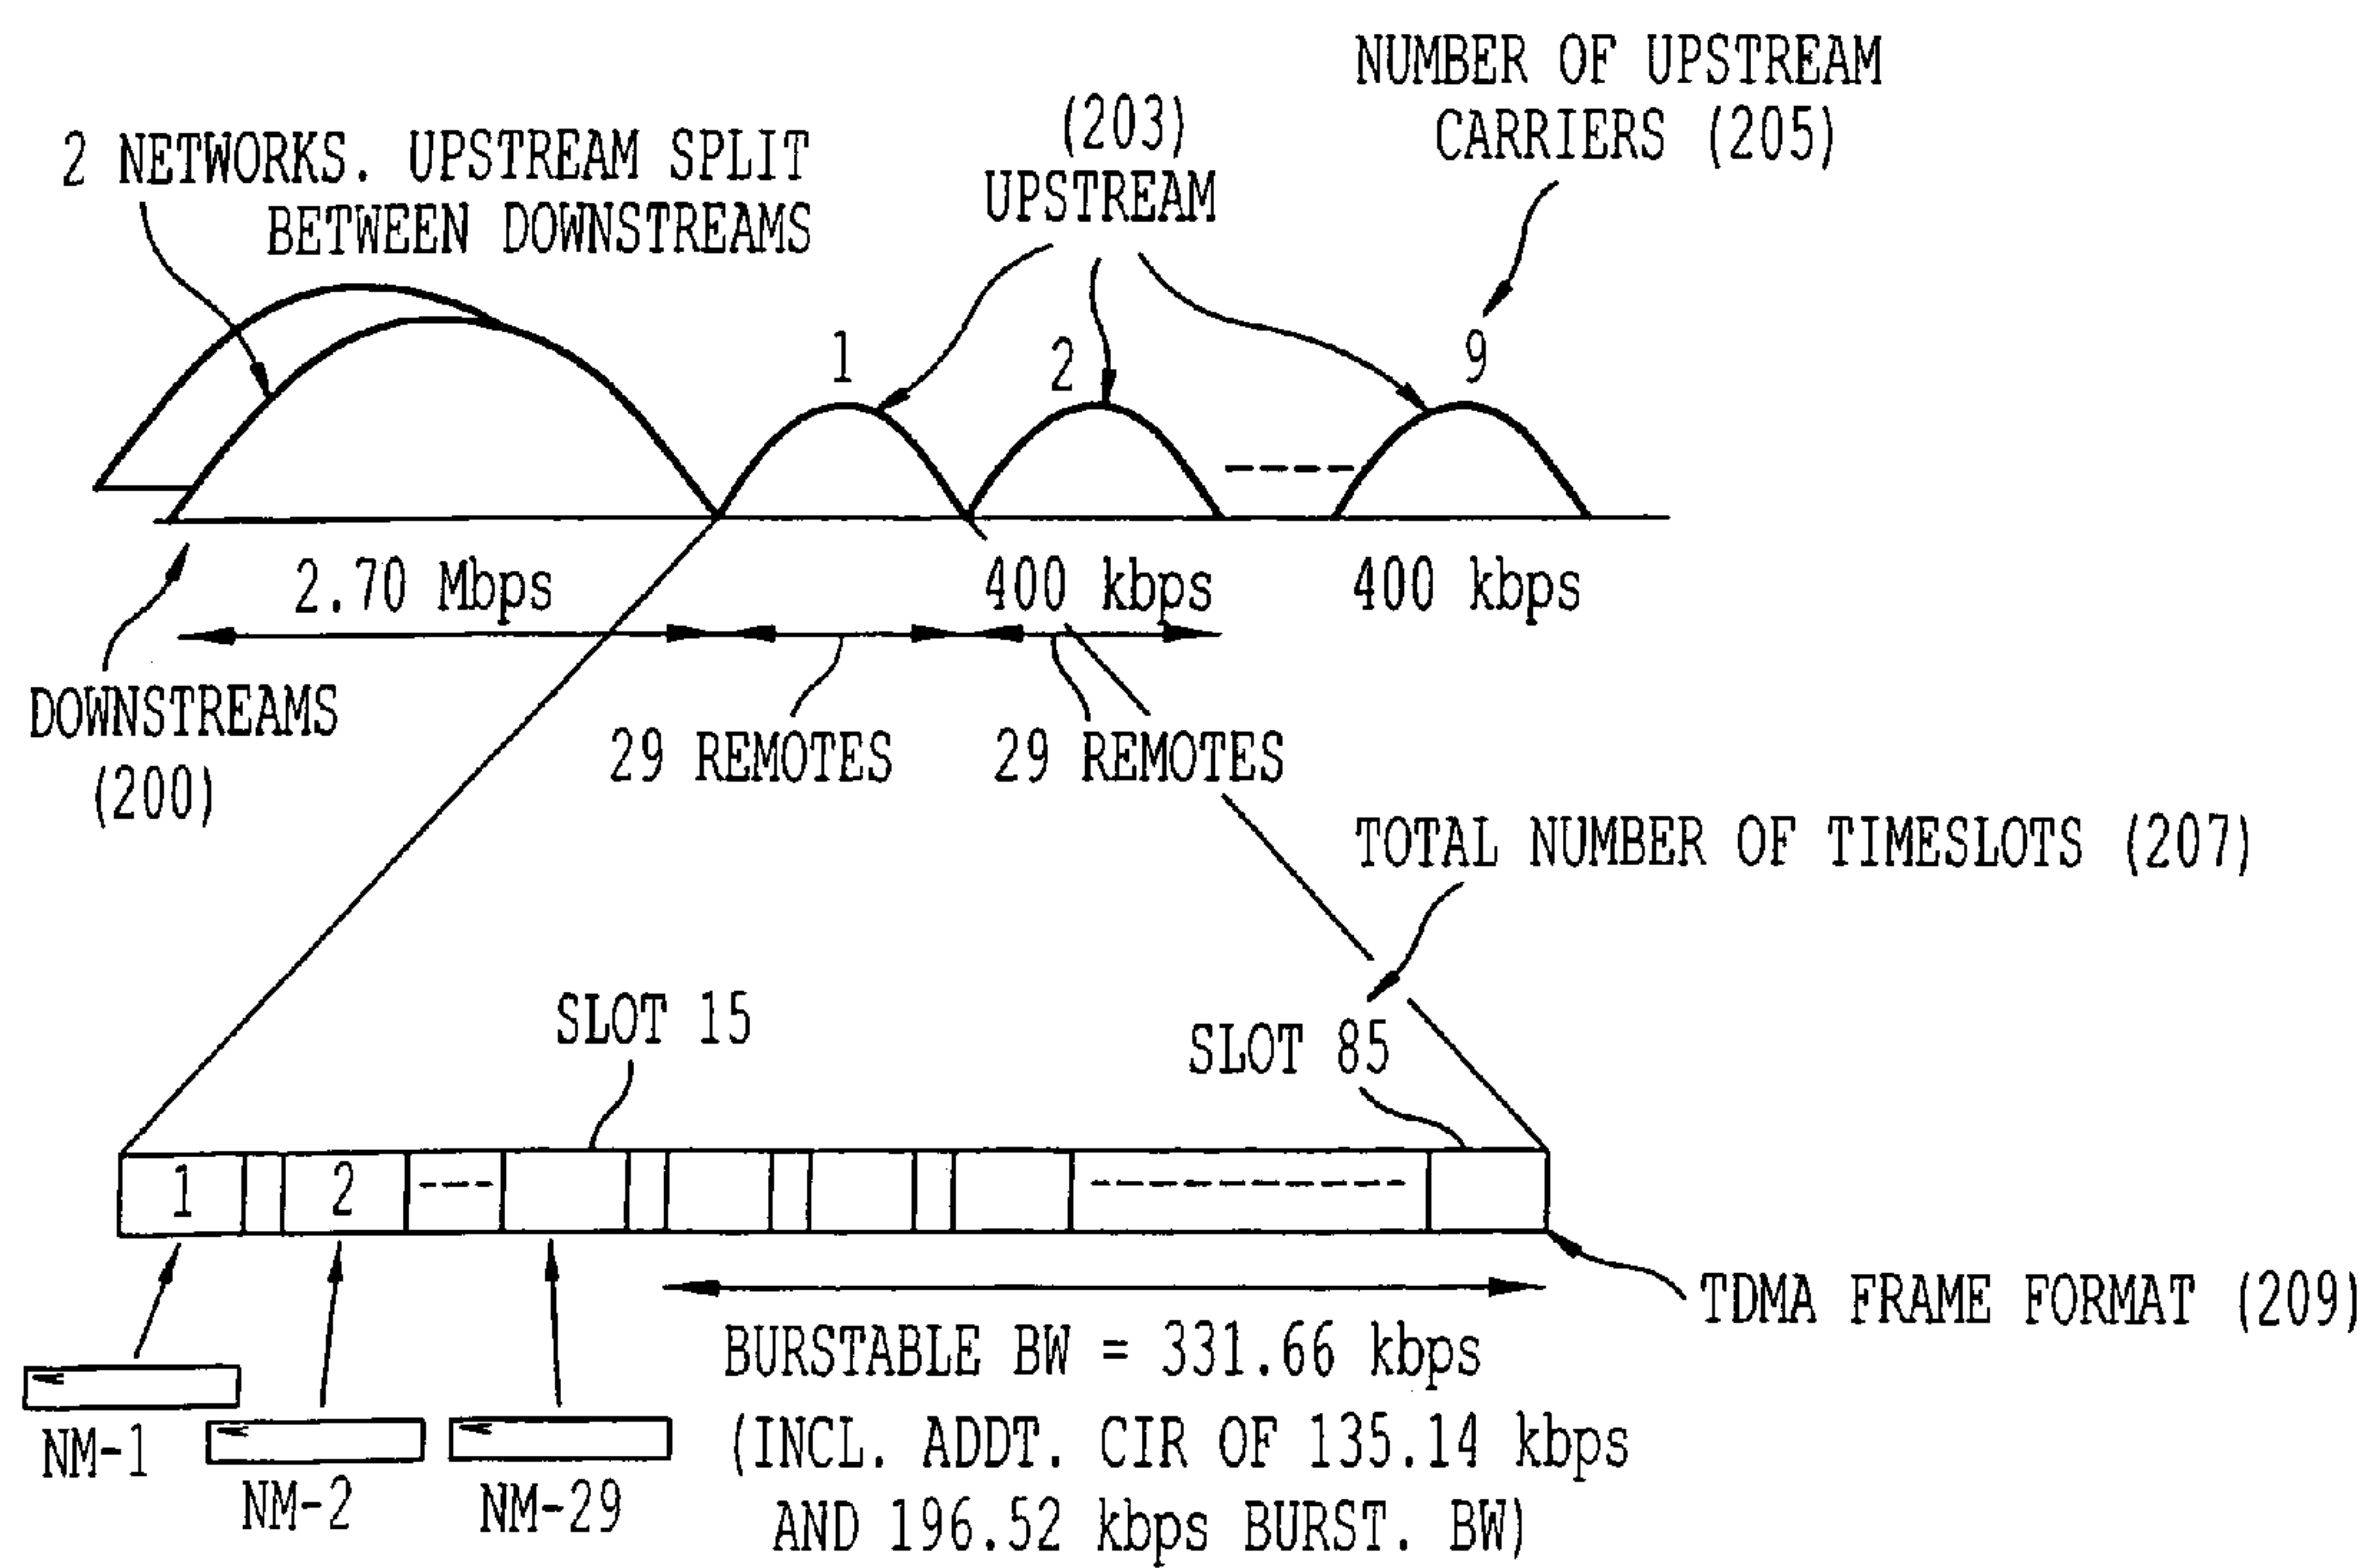 NUMBER OF UPSTREAM
CARRIERS (205)
(203)
UPSTREAM
2 NETWORKS. UPSTREAM SPLIT
BETWEEN DOWNSTREAMS
1
2
9
2.70 Mbps
400 kbps
400 kbps
DOWNSTREAMS
(200)
29 REMOTES
29 REMOTES
TOTAL NUMBER OF TIMESLOTS (207)
SLOT 15
SLOT 85
1
2
TDMA FRAME FORMAT (209)
NM-1
NM-2
NM-29
BURSTABLE BW = 331.66 kbps
(INCL. ADDT. CIR OF 135.14 kbps
AND 196.52 kbps BURST. BW)